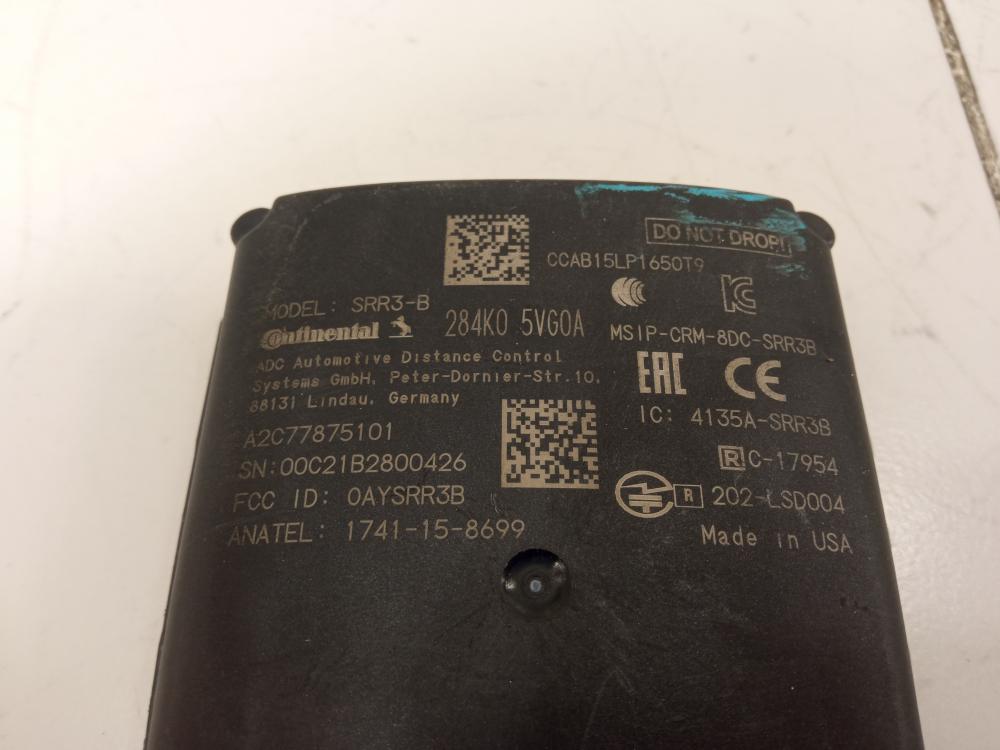 DO NOT DROP!!
CCAB15LP1650T9
MODEL: SRR3-B
Continental
284K0 5VG0A
MSIP-CRM-8DC-SRR3B
ADC Automotive Distance Control
Systems GmbH, Peter-Dornier-Str.10,
88131 Lindau, Germany
EAC CE
IC: 4135A-SRR3B
A2C77875101
R C-17954
SN:00C21B2800426
FCC ID: OAYSRR3B
R 202-LSD004
ANATEL: 1741-15-8699
Made in USA